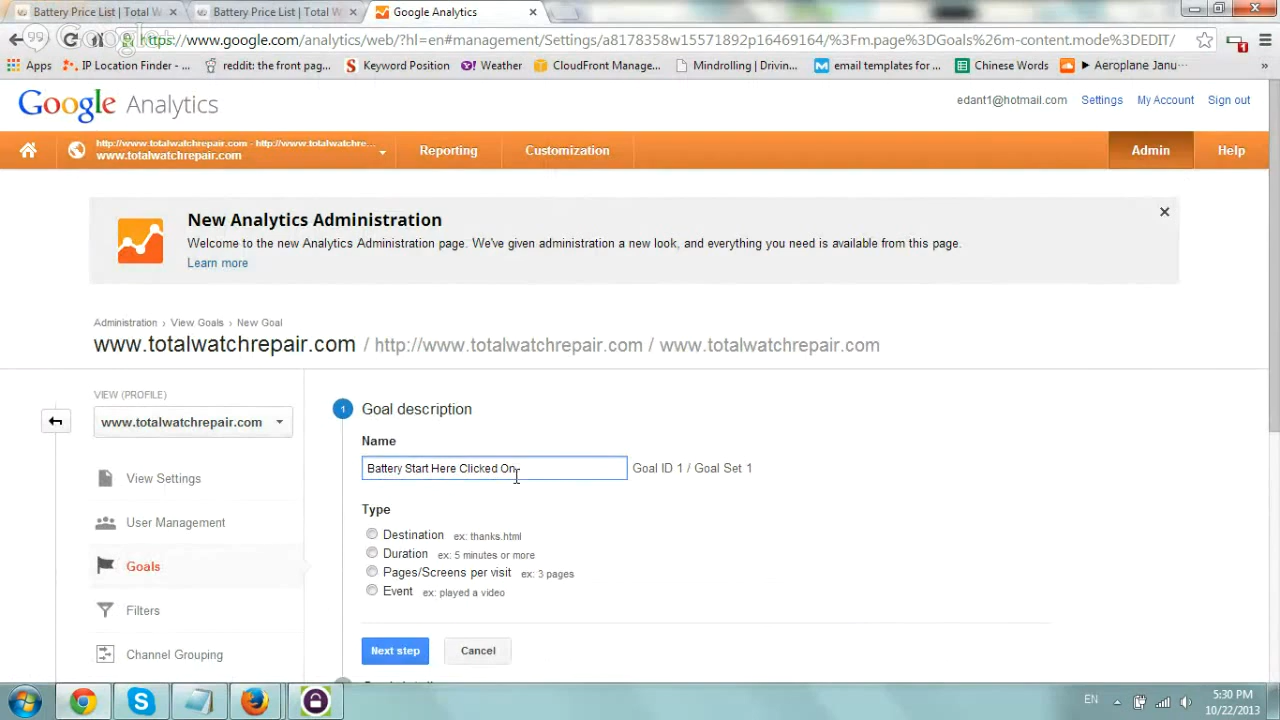 Battery Price List | Total W
Battery Price List | Total W
Google Analytics
Google+
https://www.google.com/analytics/web/?hl=en#management/Settings/a8178358w15571892p16469164/%3Fm.page%3DGoals%26m-content.mode%3DEDIT/
Apps
IP Location Finder - ...
reddit: the front pag...
Keyword Position
Weather
CloudFront Manage...
Mindrolling | Drivin...
email templates for ...
Chinese Words
Aeroplane Janu
»
Google Analytics
edant1@hotmail.com
Settings
My Account
Sign out
http://www.totalwatchrepair.com - http://www.totalwatchre...
www.totalwatchrepair.com
Reporting
Customization
Admin
Help
New Analytics Administration
Welcome to the new Analytics Administration page. We've given administration a new look, and everything you need is available from this page.
Learn more
Administration › View Goals › New Goal
www.totalwatchrepair.com / http://www.totalwatchrepair.com / www.totalwatchrepair.com
VIEW (PROFILE)
www.totalwatchrepair.com
View Settings
User Management
Goals
Filters
Channel Grouping
1 Goal description
Name
Battery Start Here Clicked On-
Goal ID 1 / Goal Set 1
Type
Destination ex: thanks.html
Duration ex: 5 minutes or more
Pages/Screens per visit ex: 3 pages
Event ex: played a video
Next step
Cancel
EN
5:30 PM
10/22/2013